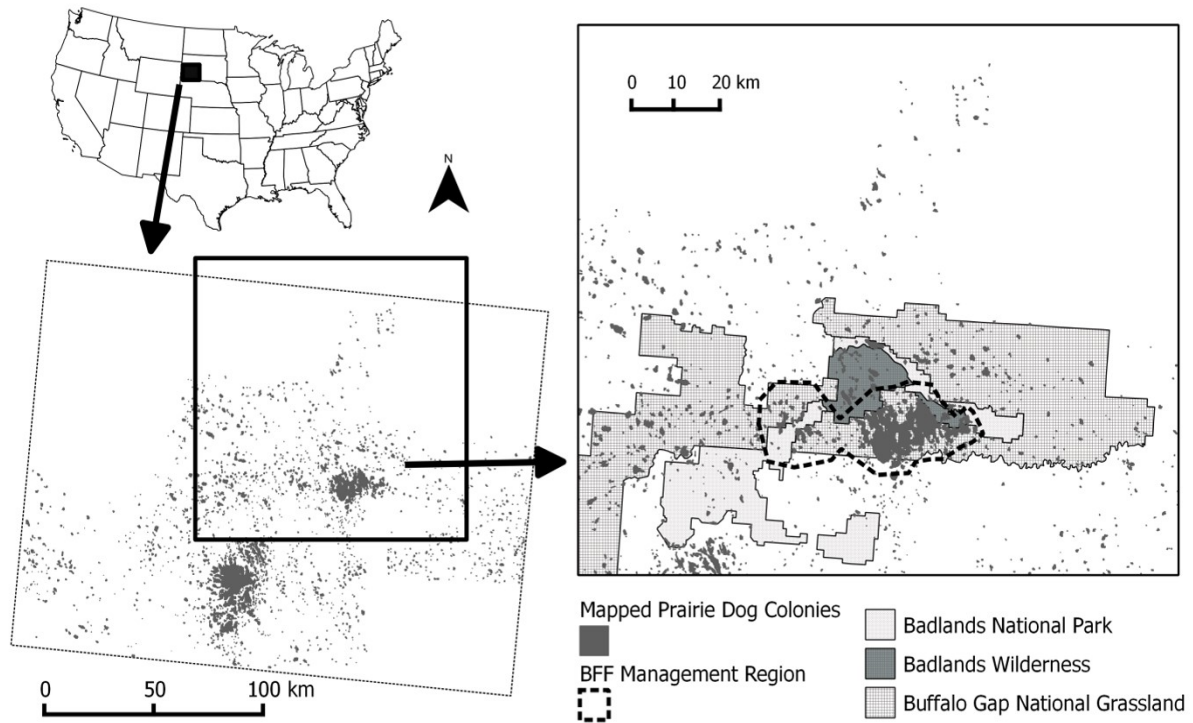 N
0 10 20 km
0 50 100 km
Mapped Prairie Dog Colonies
BFF Management Region
Badlands National Park
Badlands Wilderness
Buffalo Gap National Grassland